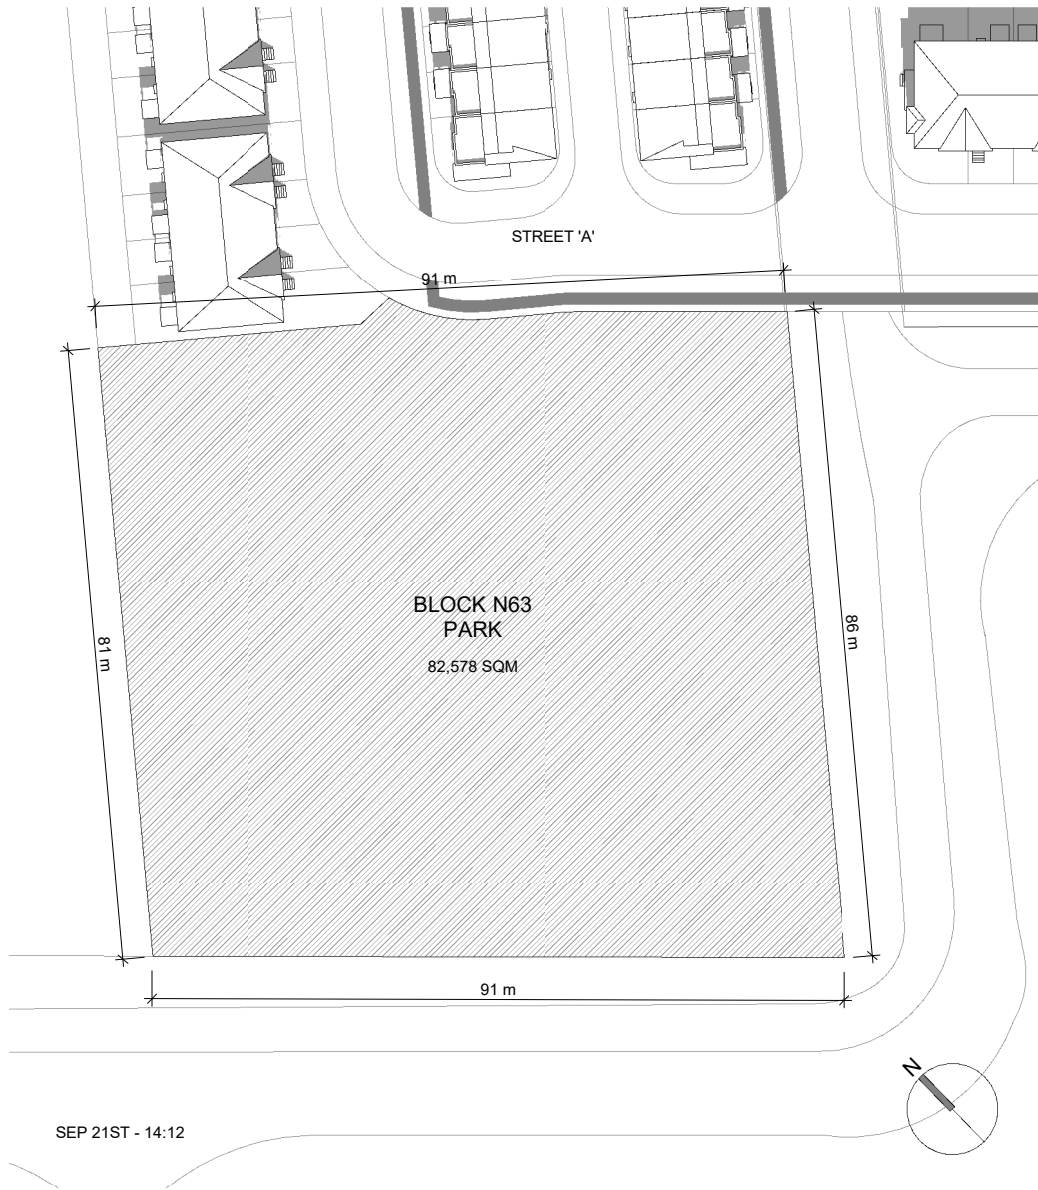 STREET 'A'
91 m
BLOCK N63
PARK
82,578 SQM
81 m
86 m
91 m
N
SEP 21ST - 14:12